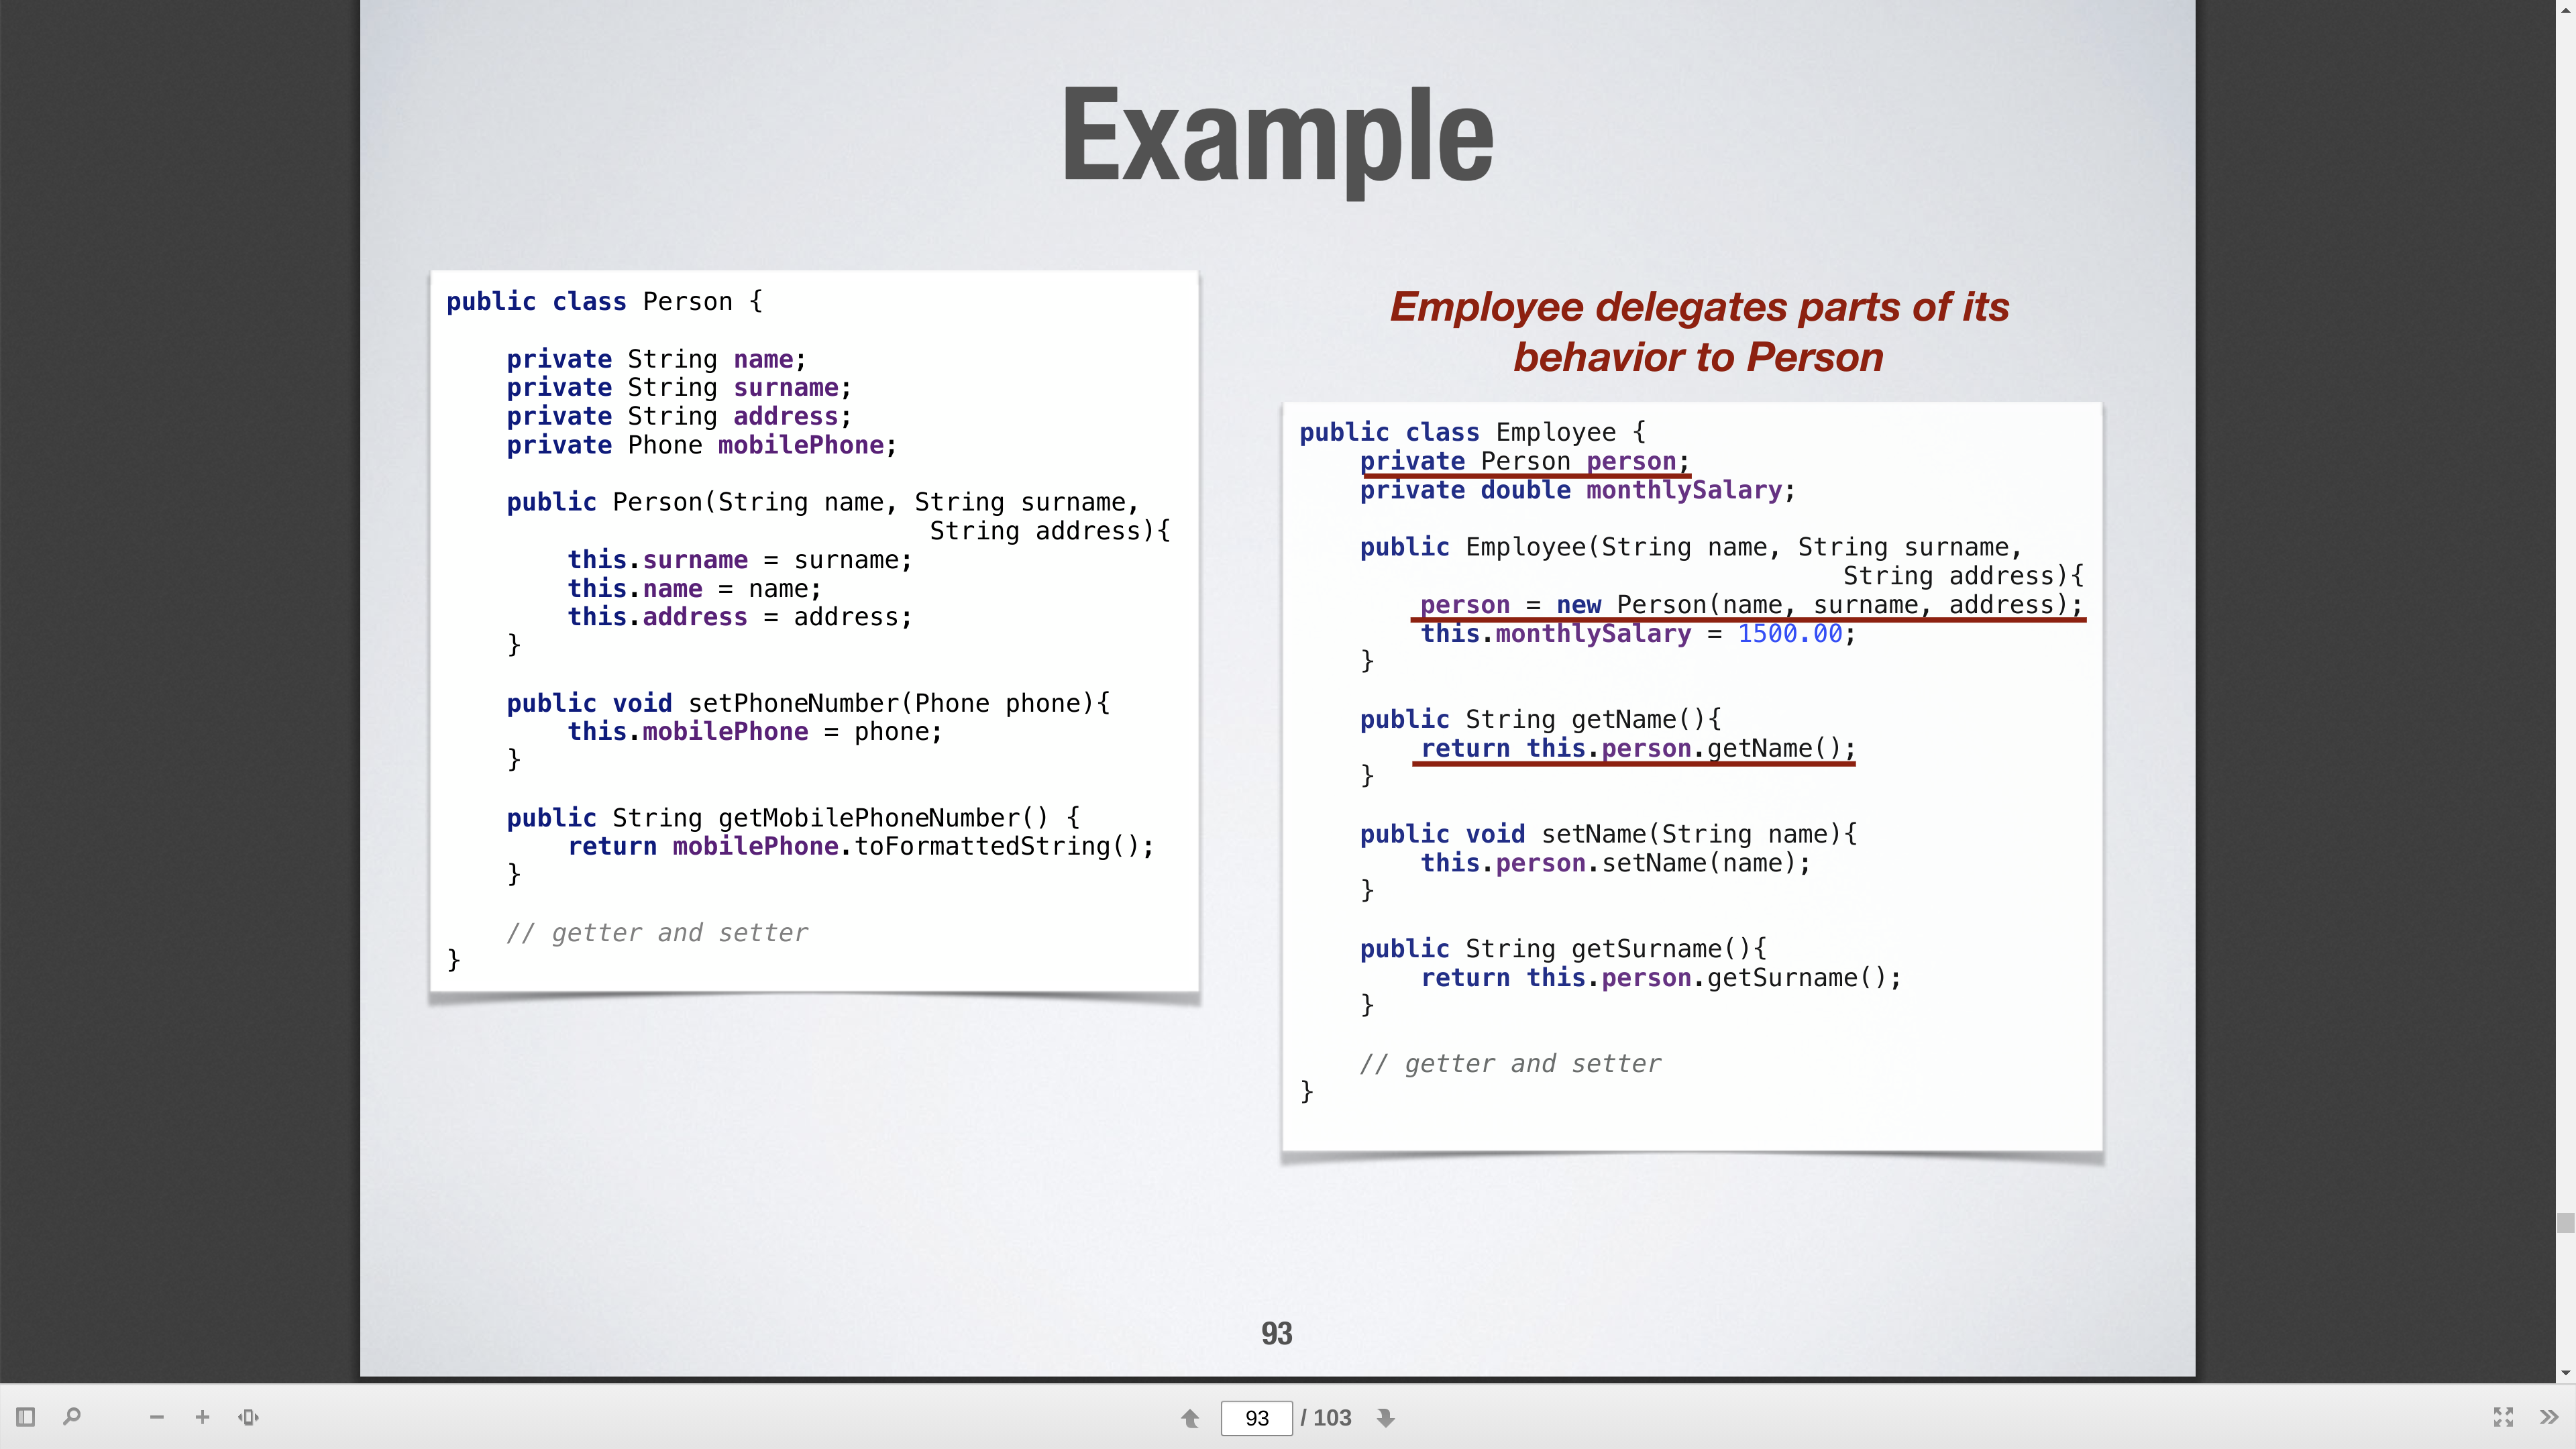 Example
public class Person {
private String name;
private String surname;
private String address;
private Phone mobilePhone;
public Person(String name, String surname,
String address){
this.surname = surname;
this.name = name;
this.address = address;
}
public void setPhoneNumber(Phone phone){
this.mobilePhone = phone;
}
public String getMobilePhoneNumber() {
return mobilePhone.toFormattedString();
}
// getter and setter
}
Employee delegates parts of its
behavior to Person
public class Employee {
private Person person;
private double monthlySalary;
public Employee(String name, String surname,
String address){
person = new Person(name, surname, address);
this.monthlySalary = 1500.00;
}
public String getName(){
return this.person.getName();
}
public void setName(String name){
this.person.setName(name);
}
public String getSurname(){
return this.person.getSurname();
}
// getter and setter
}
93
93 / 103